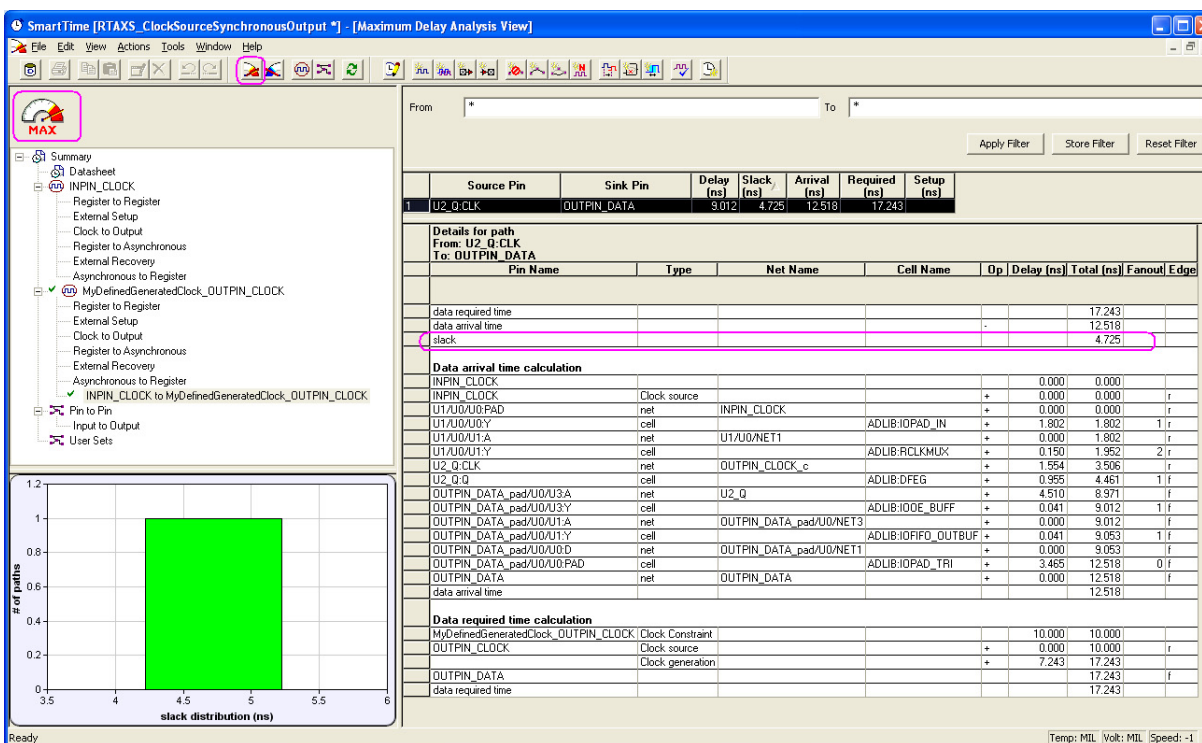 SmartTime [RTAXS_ClockSourceSynchronousOutput *] - [Maximum Delay Analysis View]
File Edit View Actions Tools Window Help
MAX
Summary
Datasheet
INPIN_CLOCK
Register to Register
External Setup
Clock to Output
Register to Asynchronous
External Recovery
Asynchronous to Register
MyDefinedGeneratedClock_OUTPIN_CLOCK
Register to Register
External Setup
Clock to Output
Register to Asynchronous
External Recovery
Asynchronous to Register
INPIN_CLOCK to MyDefinedGeneratedClock_OUTPIN_CLOCK
Pin to Pin
Input to Output
User Sets
1.2
1
0.8
0.6
0.4
0.2
0
# of paths
3.5 4 4.5 5 5.5 6
slack distribution (ns)
From * To *
Apply Filter Store Filter Reset Filter
Source Pin Sink Pin Delay (ns) Slack (ns) Arrival (ns) Required (ns) Setup (ns)
1 U2_Q:CLK OUTPIN_DATA 9.012 4.725 12.518 17.243
Details for path
From: U2_Q:CLK
To: OUTPIN_DATA
Pin Name Type Net Name Cell Name Op Delay (ns) Total (ns) Fanout Edge
data required time 17.243
data arrival time - 12.518
slack 4.725
Data arrival time calculation
INPIN_CLOCK 0.000 0.000
INPIN_CLOCK Clock source + 0.000 0.000 r
U1/U0/U0:PAD net INPIN_CLOCK + 0.000 0.000 r
U1/U0/U0:Y cell ADLIB:IOPAD_IN + 1.802 1.802 1 r
U1/U0/U1:A net U1/U0/NET1 + 0.000 1.802 r
U1/U0/U1:Y cell ADLIB:RCLKMUX + 0.150 1.952 2 r
U2_Q:CLK net OUTPIN_CLOCK_c + 1.554 3.506 r
U2_Q:Q cell ADLIB:DFEG + 0.955 4.461 1 f
OUTPIN_DATA_pad/U0/U3:A net U2_Q + 4.510 8.971 f
OUTPIN_DATA_pad/U0/U3:Y cell ADLIB:IOOE_BUFF + 0.041 9.012 1 f
OUTPIN_DATA_pad/U0/U1:A net OUTPIN_DATA_pad/U0/NET3 + 0.000 9.012 f
OUTPIN_DATA_pad/U0/U1:Y cell ADLIB:IOFIFO_OUTBUF + 0.041 9.053 1 f
OUTPIN_DATA_pad/U0/U0:D net OUTPIN_DATA_pad/U0/NET1 + 0.000 9.053 f
OUTPIN_DATA_pad/U0/U0:PAD cell ADLIB:IOPAD_TRI + 3.465 12.518 0 f
OUTPIN_DATA net OUTPIN_DATA + 0.000 12.518 f
data arrival time 12.518
Data required time calculation
MyDefinedGeneratedClock_OUTPIN_CLOCK Clock Constraint 10.000 10.000
OUTPIN_CLOCK Clock source + 0.000 10.000 r
Clock generation + 7.243 17.243
OUTPIN_DATA 17.243 f
data required time 17.243
Ready Temp: MIL Volt: MIL Speed: -1